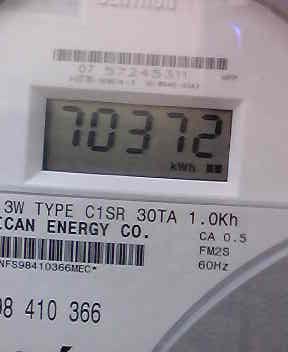 07 57245311
70372
kWh
3W TYPE C1SR 30TA 1.0Kh
ICAN ENERGY CO.
CA 0.5
FM2S
60Hz
NFS98410366MEC*
98 410 366